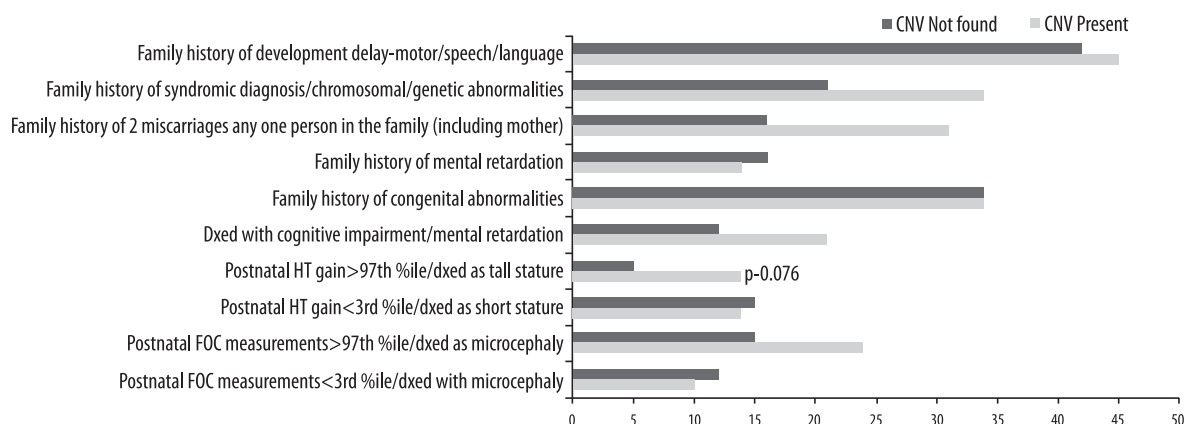 CNV Not found CNV Present
Family history of development delay-motor/speech/language
Family history of syndromic diagnosis/chromosomal/genetic abnormalities
Family history of 2 miscarriages any one person in the family (including mother)
Family history of mental retardation
Family history of congenital abnormalities
Dxed with cognitive impairment/mental retardation
Postnatal HT gain>97th %ile/dxed as tall stature p-0.076
Postnatal HT gain<3rd %ile/dxed as short stature
Postnatal FOC measurements>97th %ile/dxed as microcephaly
Postnatal FOC measurements<3rd %ile/dxed with microcephaly
0 5 10 15 20 25 30 35 40 45 50